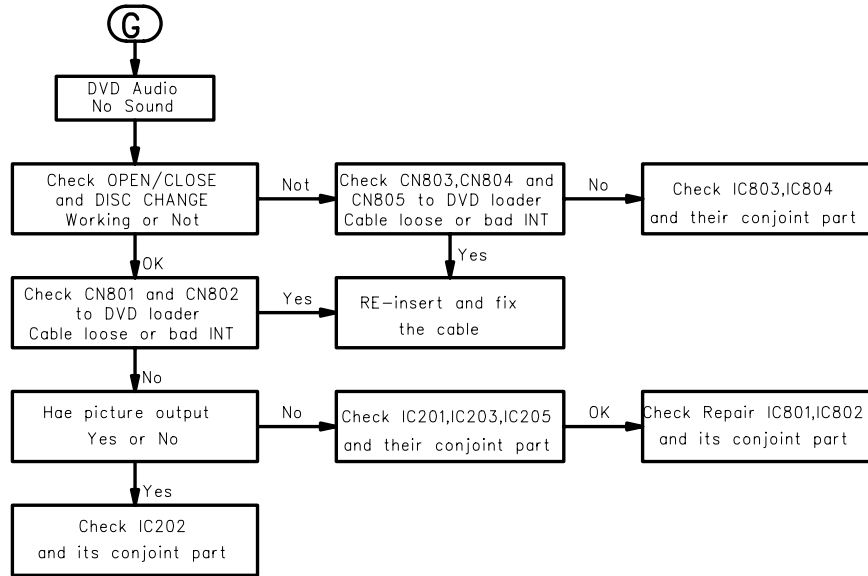 G
DVD Audio
No Sound
Check OPEN/CLOSE
and DISC CHANGE
Working or Not
Not
Check CN803,CN804 and
CN805 to DVD loader
Cable loose or bad INT
No
Check IC803,IC804
and their conjoint part
OK
Yes
Check CN801 and CN802
to DVD loader
Cable loose or bad INT
Yes
RE-insert and fix
the cable
No
Hae picture output
Yes or No
No
Check IC201,IC203,IC205
and their conjoint part
OK
Check Repair IC801,IC802
and its conjoint part
Yes
Check IC202
and its conjoint part